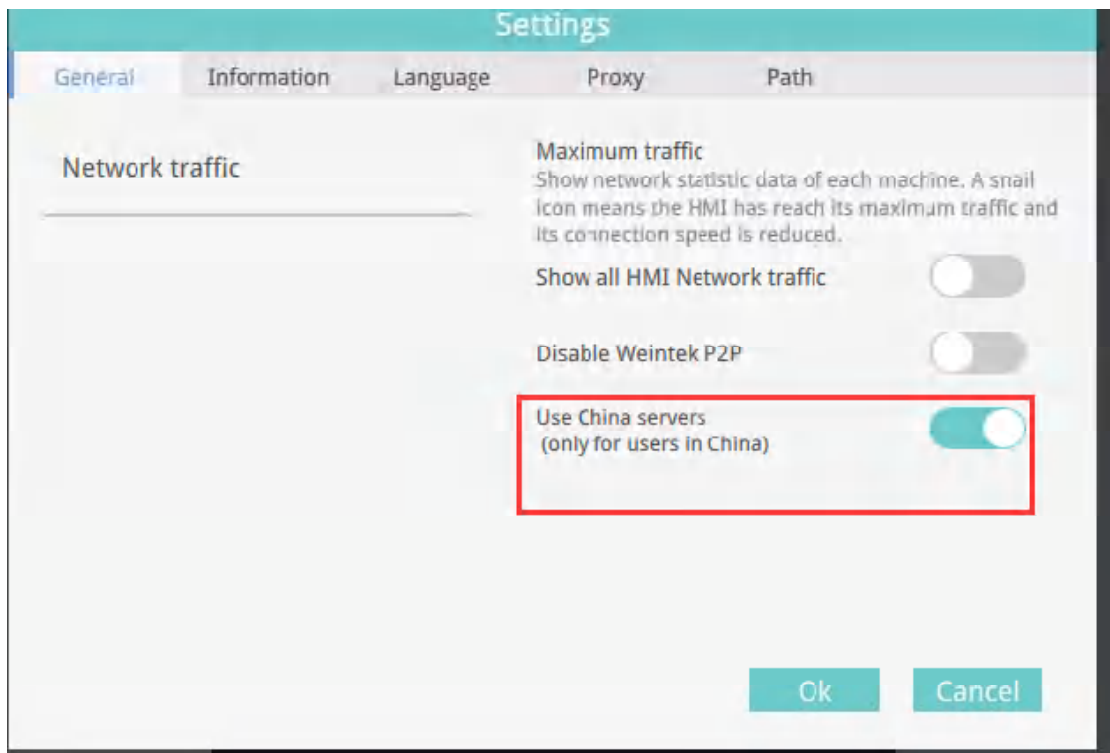 Settings
General Information Language Proxy Path
Network traffic
Maximum traffic
Show network statistic data of each machine. A snail
icon means the HMI has reach its maximum traffic and
its connection speed is reduced.
Show all HMI Network traffic
Disable Weintek P2P
Use China servers
(only for users in China)
Ok Cancel